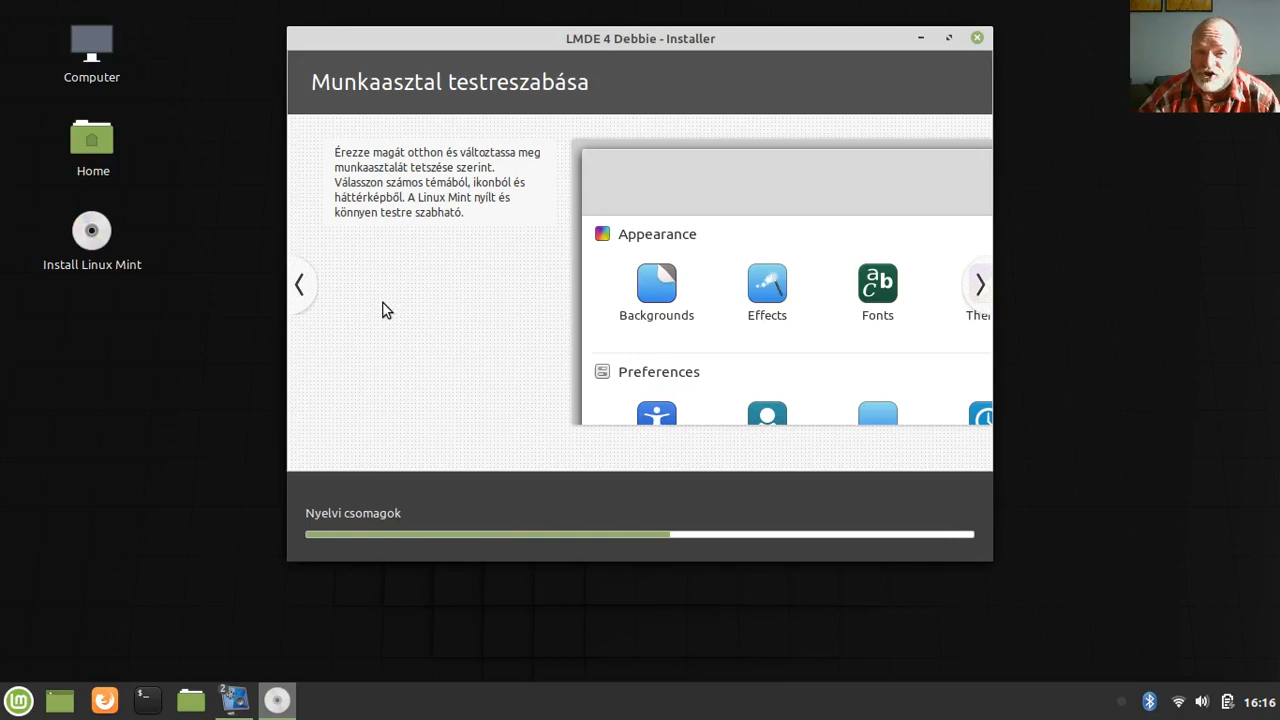 LMDE 4 Debbie - Installer
Computer
Home
Install Linux Mint
Munkaasztal testreszabása
Érezze magát otthon és változtassa meg
munkaasztalát tetszése szerint.
Válasszon számos témából, ikonból és
háttérképből. A Linux Mint nyílt és
könnyen testre szabható.
Appearance
Backgrounds
Effects
Fonts
Preferences
Nyelvi csomagok
2
16:16